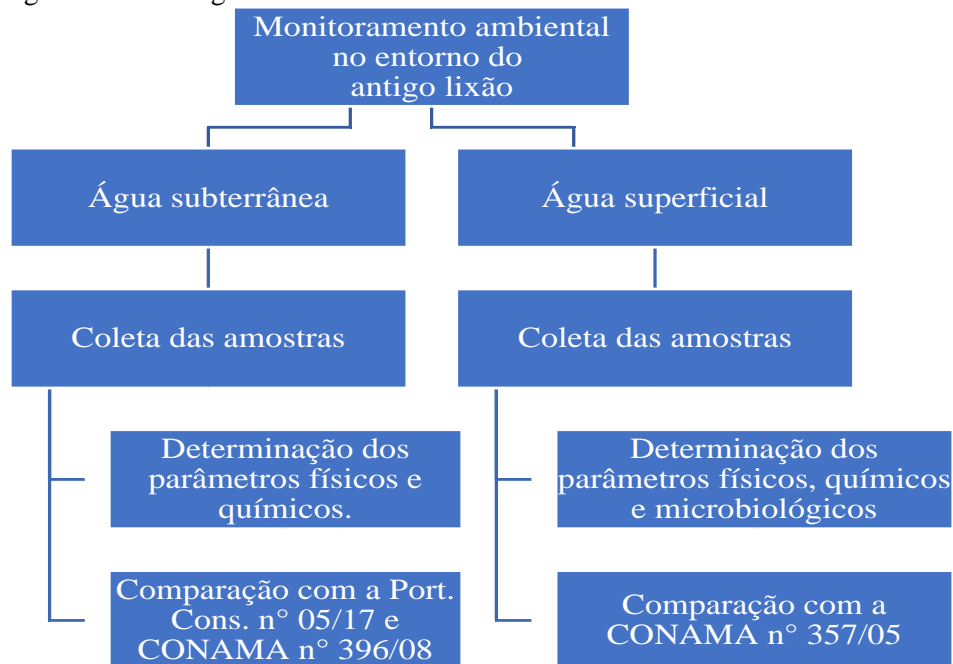 Monitoramento ambiental
no entorno do
antigo lixão
Água subterrânea
Água superficial
Coleta das amostras
Coleta das amostras
Determinação dos
parâmetros físicos e
químicos.
Determinação dos
parâmetros físicos, químicos
e microbiológicos
Comparação com a Port.
Cons. n° 05/17 e
CONAMA n° 396/08
Comparação com a
CONAMA n° 357/05